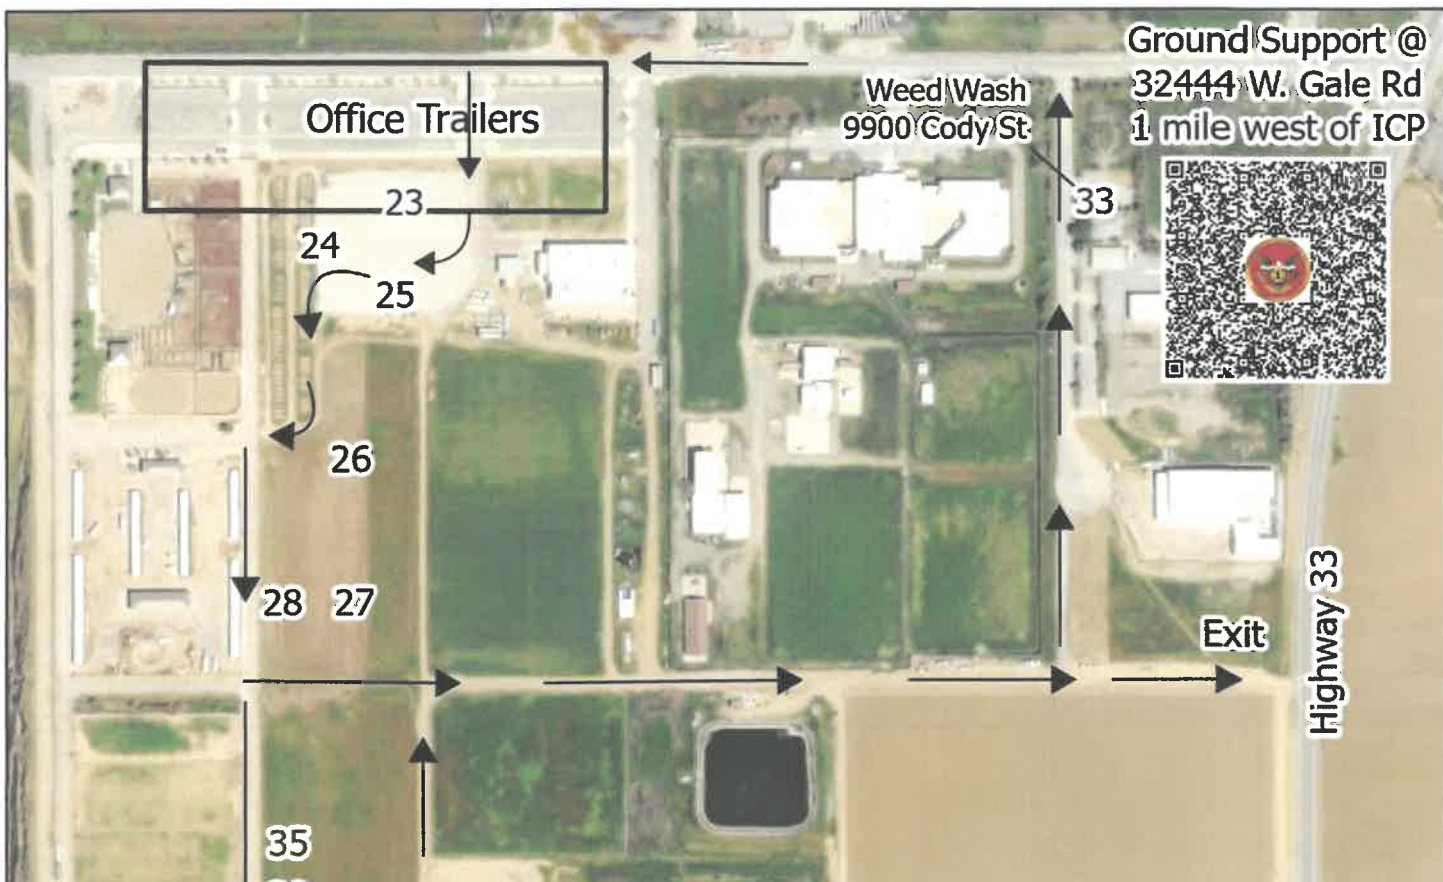 Ground Support @
32444 W. Gale Rd
1 mile west of ICP
Weed Wash
9900 Cody St
Office Trailers
33
23
24
25
26
28
27
Exit
Highway 33
35